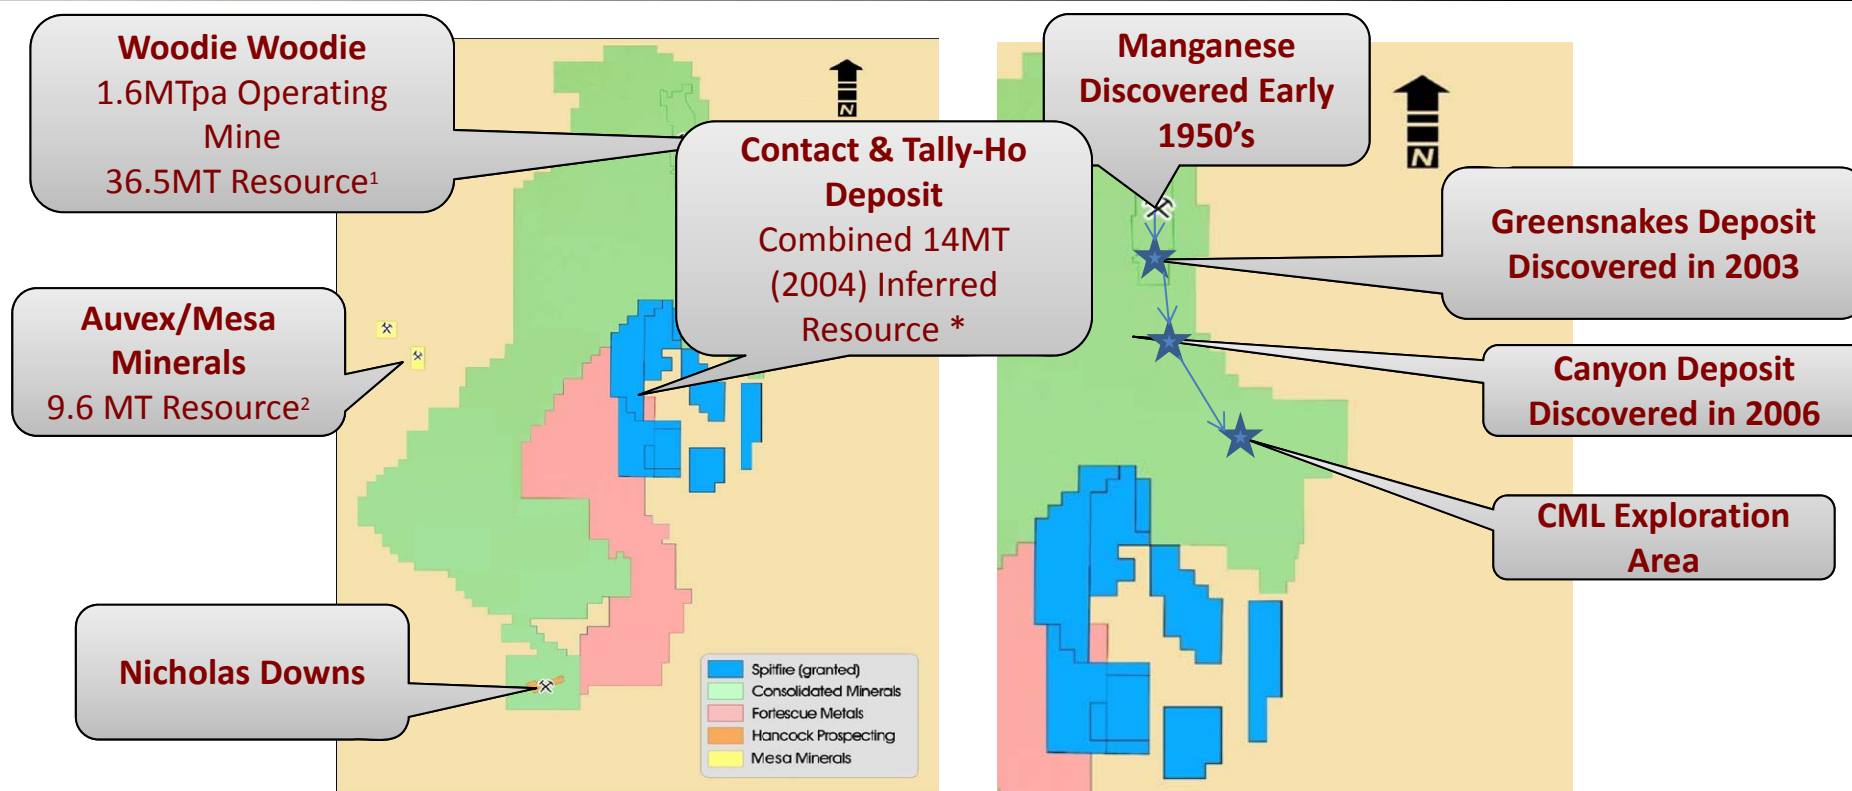 Woodie Woodie
1.6MTpa Operating
Mine
36.5MT Resource¹
Auvex/Mesa
Minerals
9.6 MT Resource²
Nicholas Downs
N
Contact & Tally-Ho
Deposit
Combined 14MT
(2004) Inferred
Resource *
Spitfire (granted)
Consolidated Minerals
Fortescue Metals
Hancock Prospecting
Mesa Minerals
Manganese
Discovered Early
1950’s
N
Greensnakes Deposit
Discovered in 2003
Canyon Deposit
Discovered in 2006
CML Exploration
Area